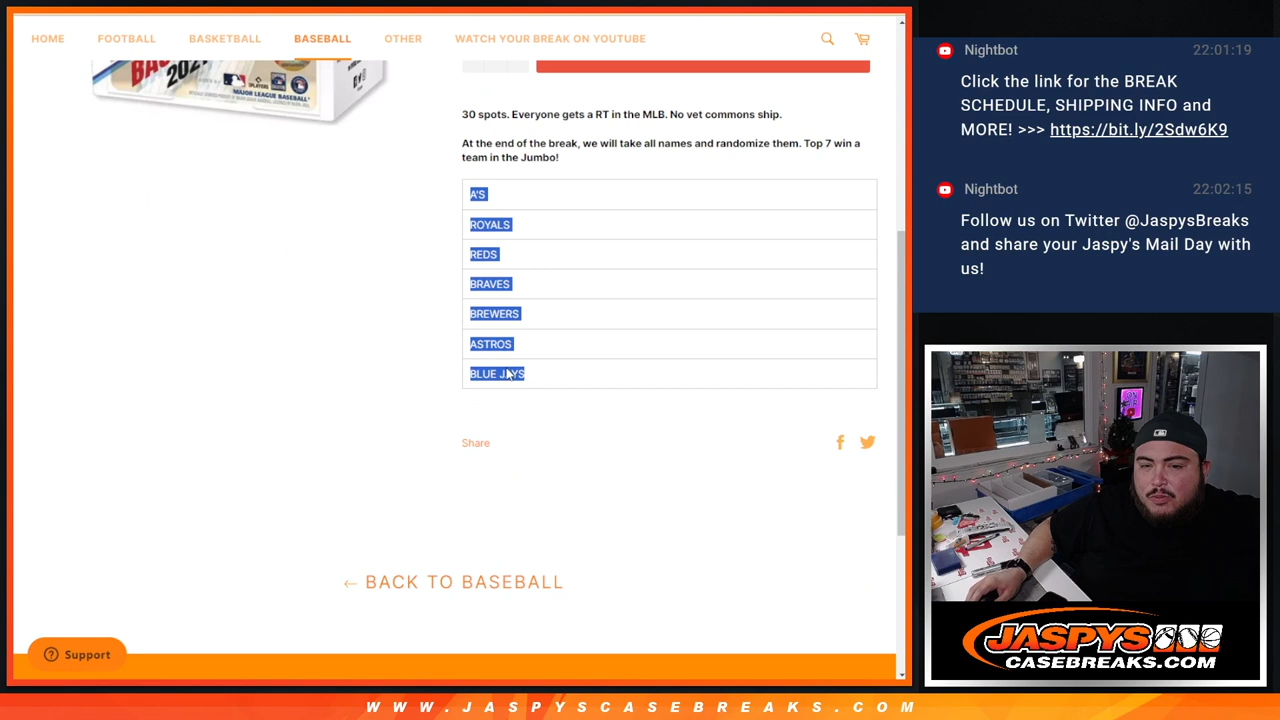 HOME
FOOTBALL
BASKETBALL
BASEBALL
OTHER
WATCH YOUR BREAK ON YOUTUBE
MAJOR LEAGUE BASEBALL
30 spots. Everyone gets a RT in the MLB. No vet commons ship.
At the end of the break, we will take all names and randomize them. Top 7 win a
team in the Jumbo!
A'S
ROYALS
REDS
BRAVES
BREWERS
ASTROS
BLUE JAYS
Share
← BACK TO BASEBALL
Support
Nightbot 22:01:19
Click the link for the BREAK
SCHEDULE, SHIPPING INFO and
MORE! >>> https://bit.ly/2Sdw6K9
Nightbot 22:02:15
Follow us on Twitter @JaspysBreaks
and share your Jaspy's Mail Day with
us!
JASPYS
CASEBREAKS.COM
WWW.JASPYSCASEBREAKS.COM